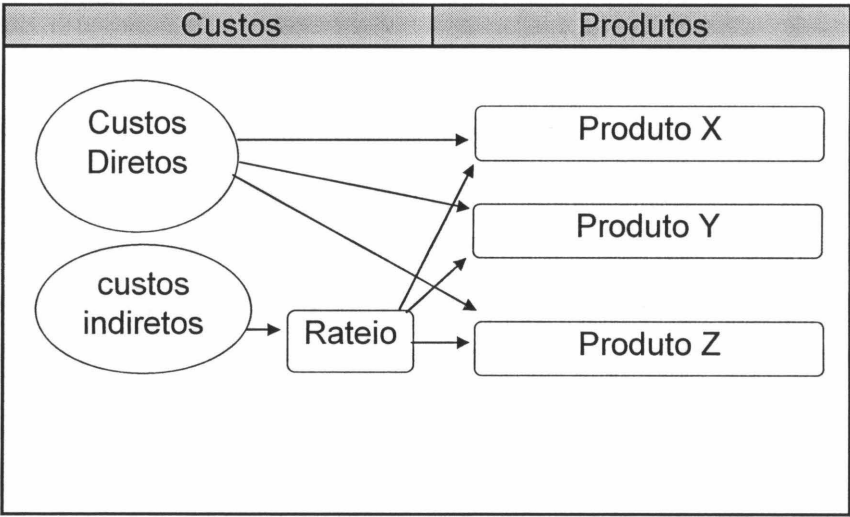 Custos
Produtos
Custos
Diretos
Produto X
Produto Y
custos
indiretos
Rateio
Produto Z